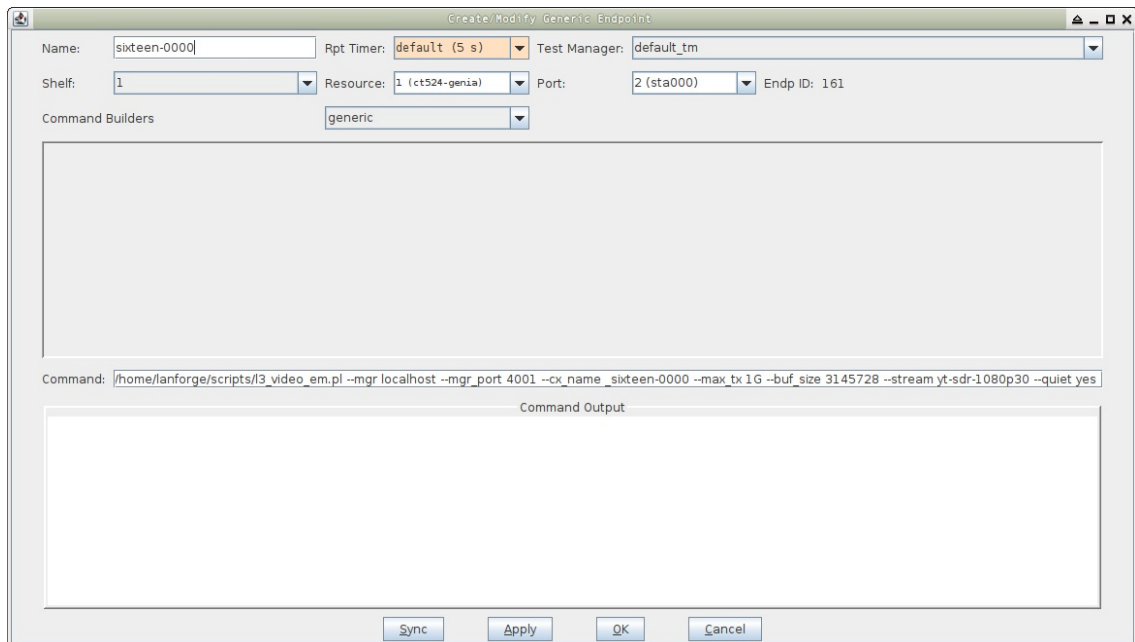 Create/Modify Generic Endpoint
Name: sixteen-0000 Rpt Timer: default (5 s) Test Manager: default_tm
Shelf: 1 Resource: 1 (ct524-genia) Port: 2 (sta000) Endp ID: 161
Command Builders generic
Command: /home/lanforge/scripts/l3_video_em.pl --mgr localhost --mgr_port 4001 --cx_name _sixteen-0000 --max_tx 1G --buf_size 3145728 --stream yt-sdr-1080p30 --quiet yes
Command Output
Sync Apply OK Cancel